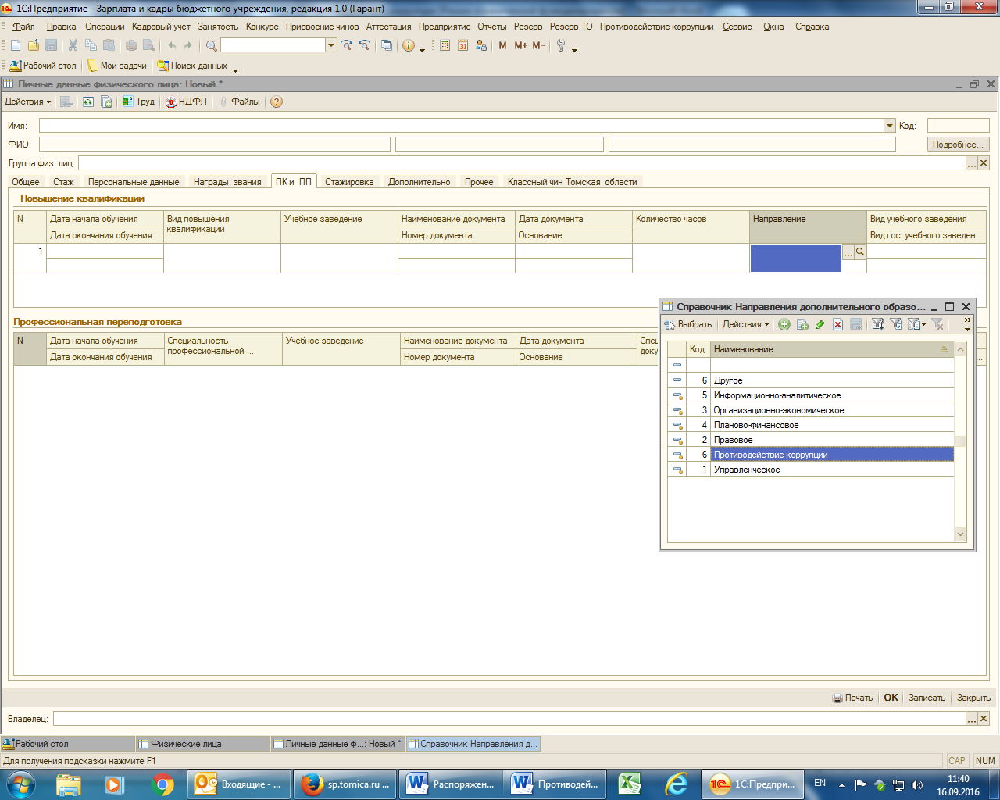 1С:Предприятие - Зарплата и кадры бюджетного учреждения, редакция 1.0 (Гарант)
Файл Правка Операции Кадровый учет Занятость Конкурс Присвоение чинов Аттестация Предприятие Отчеты Резерв Резерв ТО Противодействие коррупции Сервис Окна Справка
M M+ M-
Рабочий стол Мои задачи Поиск данных
Личные данные физического лица: Новый *
Действия Труд НДФЛ Файлы
Имя: Код:
ФИО: Подробнее...
Группа физ. лиц: ...
Общее Стаж Персональные данные Награды, звания ПК и ПП Стажировка Дополнительно Прочее Классный чин Томская области
Повышение квалификации
N Дата начала обучения Вид повышения квалификации Учебное заведение Наименование документа Дата документа Количество часов Направление Вид учебного заведения
Дата окончания обучения Номер документа Основание Вид гос. учебного заведен...
1 ...
Профессиональная переподготовка
N Дата начала обучения Специальность профессиональной ... Учебное заведение Наименование документа Дата документа
Дата окончания обучения Номер документа Основание
Справочник Направления дополнительного образо...
Выбрать Действия
Код Наименование
6 Другое
5 Информационно-аналитическое
3 Организационно-экономическое
4 Планово-финансовое
2 Правовое
6 Противодействие коррупции
1 Управленческое
Печать OK Записать Закрыть
Владелец: ...
Рабочий стол Физические лица Личные данные ф...: Новый * Справочник Направления д...
Для получения подсказки нажмите F1 CAP NUM
Входящие - ... sp.tomica.ru ... Распоряжен... Противодей... 1С:Предпри... EN 11:40
16.09.2016